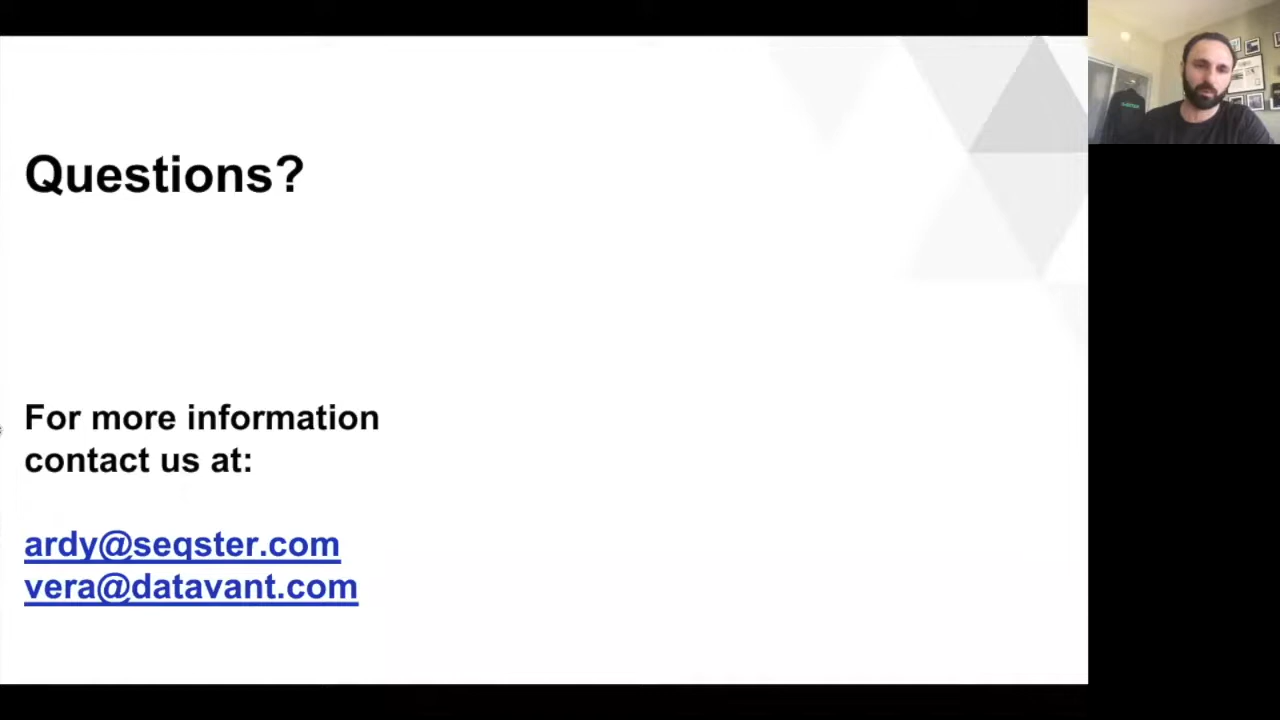 Questions?
For more information
contact us at:
ardy@seqster.com
vera@datavant.com